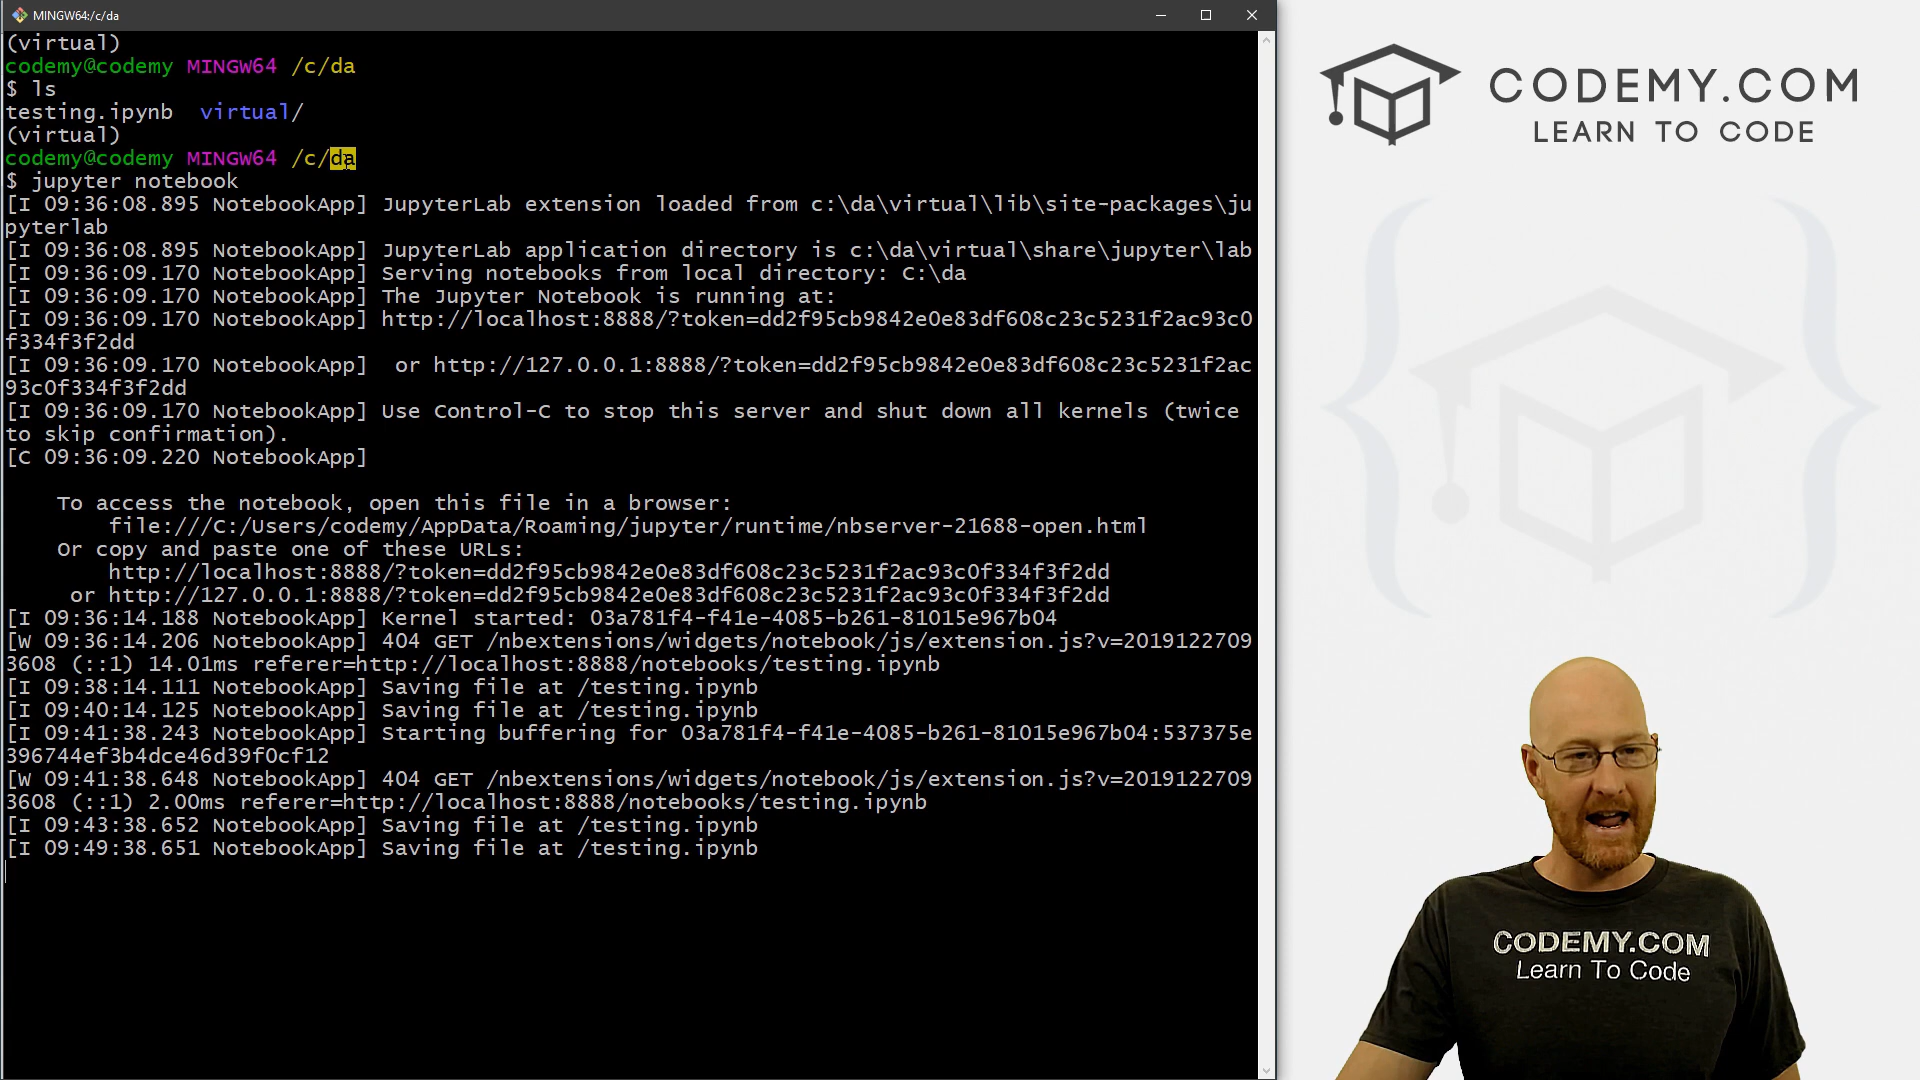 MINGW64:/c/da
(virtual)
codemy@codemy MINGW64 /c/da
$ ls
testing.ipynb  virtual/
(virtual)
codemy@codemy MINGW64 /c/da
$ jupyter notebook
[I 09:36:08.895 NotebookApp] JupyterLab extension loaded from c:\da\virtual\lib\site-packages\ju
pyterlab
[I 09:36:08.895 NotebookApp] JupyterLab application directory is c:\da\virtual\share\jupyter\lab
[I 09:36:09.170 NotebookApp] Serving notebooks from local directory: C:\da
[I 09:36:09.170 NotebookApp] The Jupyter Notebook is running at:
[I 09:36:09.170 NotebookApp] http://localhost:8888/?token=dd2f95cb9842e0e83df608c23c5231f2ac93c0
f334f3f2dd
[I 09:36:09.170 NotebookApp]  or http://127.0.0.1:8888/?token=dd2f95cb9842e0e83df608c23c5231f2ac
93c0f334f3f2dd
[I 09:36:09.170 NotebookApp] Use Control-C to stop this server and shut down all kernels (twice
to skip confirmation).
[C 09:36:09.220 NotebookApp]
To access the notebook, open this file in a browser:
file:///C:/Users/codemy/AppData/Roaming/jupyter/runtime/nbserver-21688-open.html
Or copy and paste one of these URLs:
http://localhost:8888/?token=dd2f95cb9842e0e83df608c23c5231f2ac93c0f334f3f2dd
or http://127.0.0.1:8888/?token=dd2f95cb9842e0e83df608c23c5231f2ac93c0f334f3f2dd
[I 09:36:14.188 NotebookApp] Kernel started: 03a781f4-f41e-4085-b261-81015e967b04
[W 09:36:14.206 NotebookApp] 404 GET /nbextensions/widgets/notebook/js/extension.js?v=2019122709
3608 (::1) 14.01ms referer=http://localhost:8888/notebooks/testing.ipynb
[I 09:38:14.111 NotebookApp] Saving file at /testing.ipynb
[I 09:40:14.125 NotebookApp] Saving file at /testing.ipynb
[I 09:41:38.243 NotebookApp] Starting buffering for 03a781f4-f41e-4085-b261-81015e967b04:537375e
396744ef3b4dce46d39f0cf12
[W 09:41:38.648 NotebookApp] 404 GET /nbextensions/widgets/notebook/js/extension.js?v=2019122709
3608 (::1) 2.00ms referer=http://localhost:8888/notebooks/testing.ipynb
[I 09:43:38.652 NotebookApp] Saving file at /testing.ipynb
[I 09:49:38.651 NotebookApp] Saving file at /testing.ipynb
CODEMY.COM
LEARN TO CODE
CODEMY.COM
Learn To Code